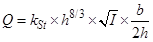 Q = k_{St} × h^{8/3} × √I × b/2h